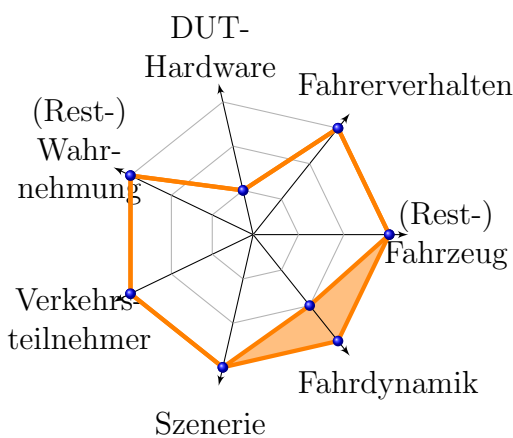 DUT-
Hardware
Fahrerverhalten
(Rest-)
Wahr-
nehmung
(Rest-)
Fahrzeug
Verkehrs-
teilnehmer
Fahrdynamik
Szenerie